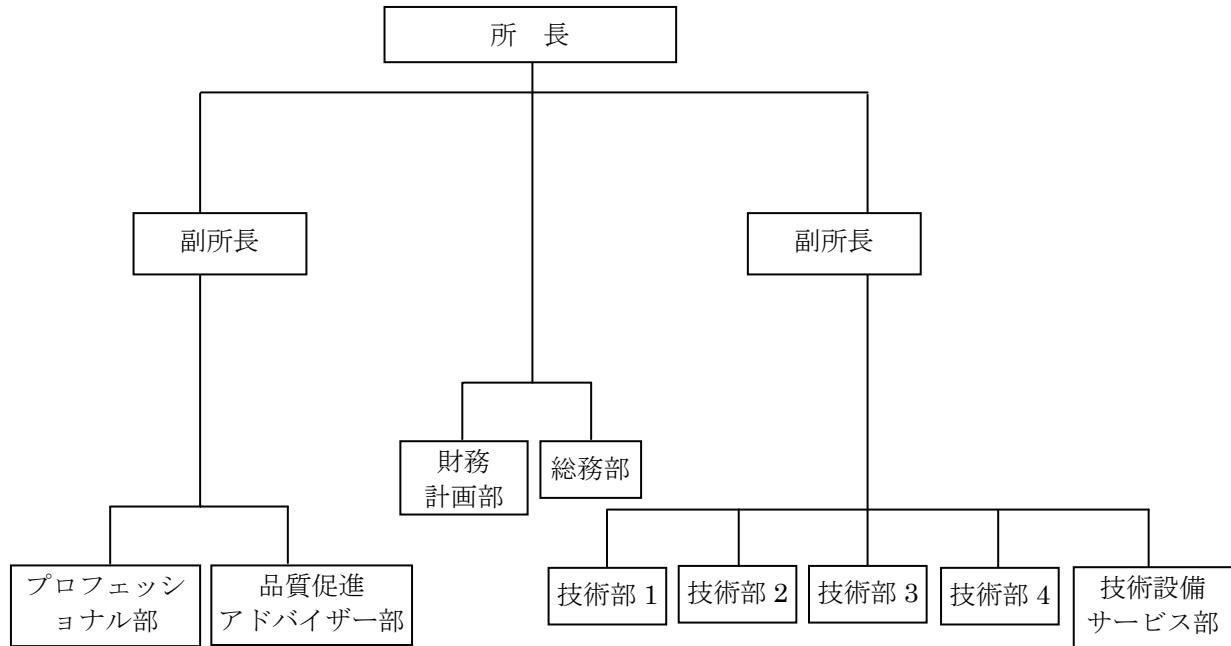 所　長
副所長
副所長
財務
計画部
総務部
プロフェッシ
ョナル部
品質促進
アドバイザー部
技術部 1
技術部 2
技術部 3
技術部 4
技術設備
サービス部